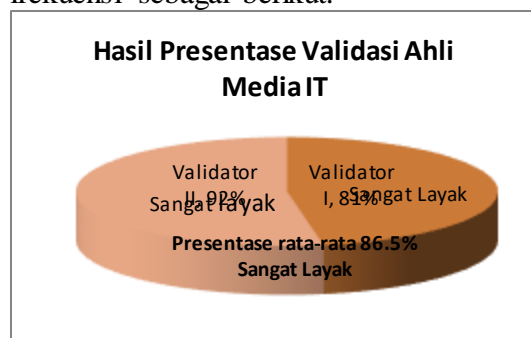 frekuensi sebagai berikut.
Hasil Presentase Validasi Ahli
Media IT
Validator
II, 92%
Sangat layak
Validator
I, 81%
Sangat Layak
Presentase rata-rata 86.5%
Sangat Layak